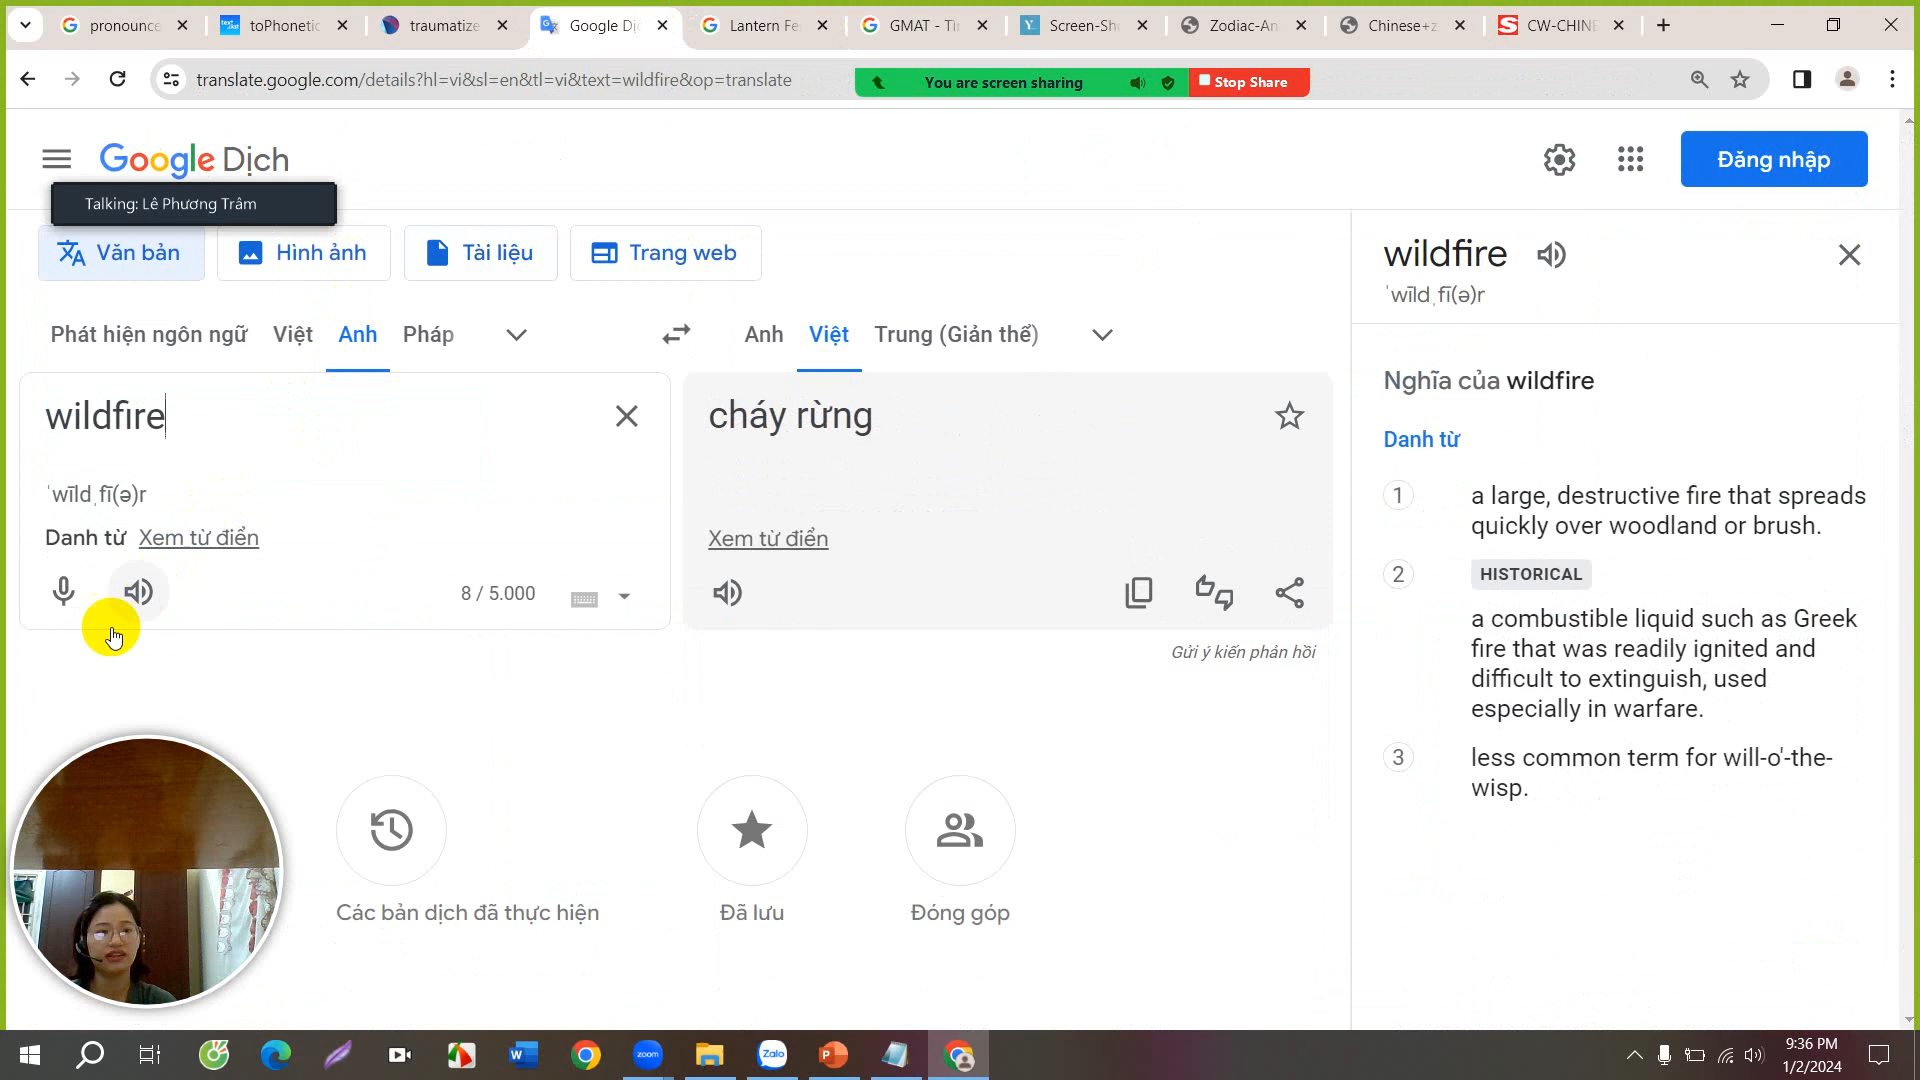 pronounce
toPhonetic
traumatize
Google Dị
Lantern Fe
GMAT - Tir
Screen-Sho
Zodiac-An
Chinese+z
CW-CHINE
translate.google.com/details?hl=vi&sl=en&tl=vi&text=wildfire&op=translate
You are screen sharing
Stop Share
Google Dịch
Đăng nhập
Talking: Lê Phương Trâm
Văn bản
Hình ảnh
Tài liệu
Trang web
Phát hiện ngôn ngữ
Việt
Anh
Pháp
Anh
Việt
Trung (Giản thể)
wildfire
ˈwīldˌfī(ə)r
Danh từ
Xem từ điển
8 / 5.000
cháy rừng
Xem từ điển
Gửi ý kiến phản hồi
Các bản dịch đã thực hiện
Đã lưu
Đóng góp
wildfire
ˈwīldˌfī(ə)r
Nghĩa của wildfire
Danh từ
1
a large, destructive fire that spreads
quickly over woodland or brush.
2
HISTORICAL
a combustible liquid such as Greek
fire that was readily ignited and
difficult to extinguish, used
especially in warfare.
3
less common term for will-o'-the-
wisp.
zoom
Zalo
9:36 PM
1/2/2024